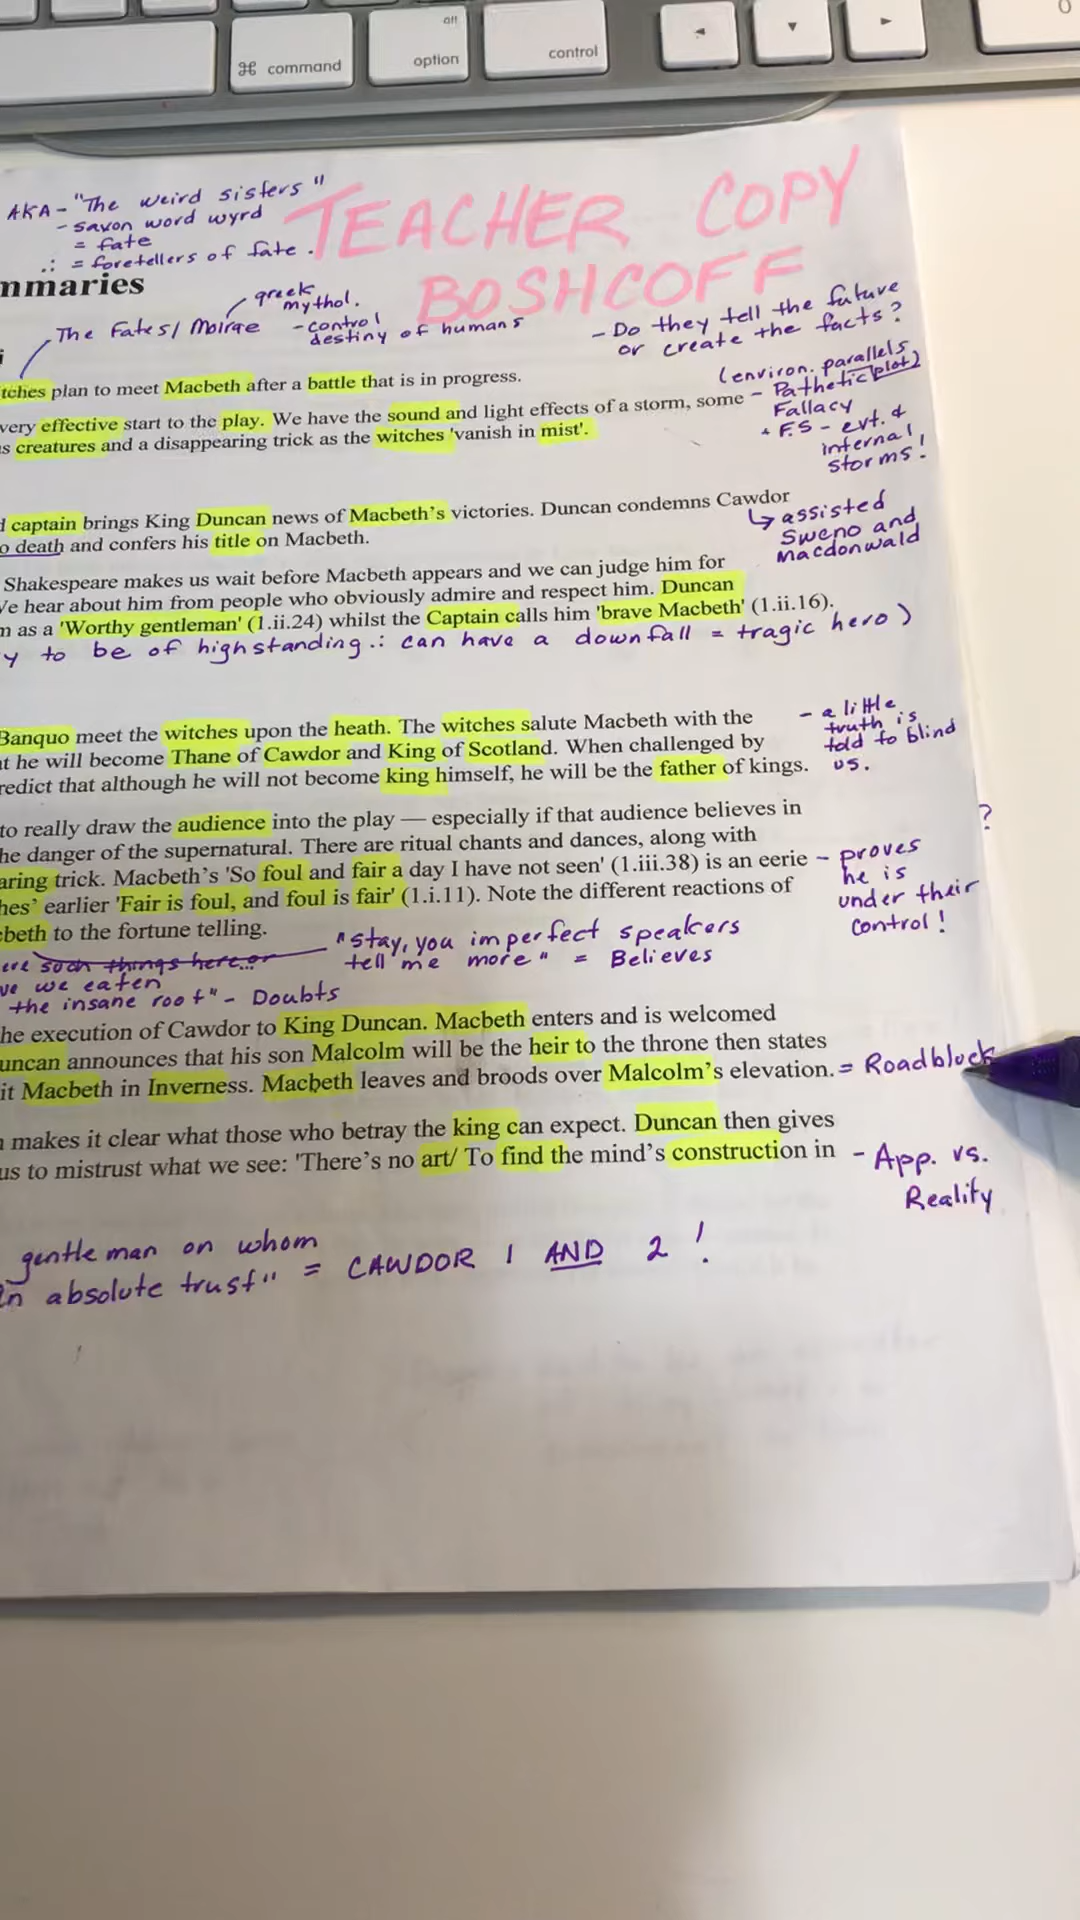 alt
⌘ command
option
control
◄
▼
►
0
AKA - "The weird sisters"
- saxon word wyrd
= fate
∴ = foretellers of fate.
TEACHER COPY
BOSHCOFF
mmaries
greek
mythol.
The Fates/ Moirae
- control
destiny of humans
- Do they tell the future
or create the facts?
i
tches plan to meet Macbeth after a battle that is in progress.
(environ. parallels
plot)
very effective start to the play. We have the sound and light effects of a storm, some
- Pathetic
Fallacy
s creatures and a disappearing trick as the witches 'vanish in mist'.
+ F.S - ext. &
internal
storms!
d captain brings King Duncan news of Macbeth's victories. Duncan condemns Cawdor
o death and confers his title on Macbeth.
↳ assisted
Sweno and
Macdonwald
Shakespeare makes us wait before Macbeth appears and we can judge him for
We hear about him from people who obviously admire and respect him. Duncan
m as a 'Worthy gentleman' (1.ii.24) whilst the Captain calls him 'brave Macbeth' (1.ii.16).
y to be of high standing ∴ can have a downfall = tragic hero)
Banquo meet the witches upon the heath. The witches salute Macbeth with the
at he will become Thane of Cawdor and King of Scotland. When challenged by
redict that although he will not become king himself, he will be the father of kings.
- a little
truth is
told to blind
us.
to really draw the audience into the play — especially if that audience believes in
he danger of the supernatural. There are ritual chants and dances, along with
aring trick. Macbeth's 'So foul and fair a day I have not seen' (1.iii.38) is an eerie
hes' earlier 'Fair is foul, and foul is fair' (1.i.11). Note the different reactions of
cbeth to the fortune telling.
?
- proves
he is
under their
control!
"stay, you imperfect speakers
tell me more" = Believes
ere such things here...or
ve we eaten
the insane root" - Doubts
he execution of Cawdor to King Duncan. Macbeth enters and is welcomed
uncan announces that his son Malcolm will be the heir to the throne then states
it Macbeth in Inverness. Macbeth leaves and broods over Malcolm's elevation.
= Roadblock
n makes it clear what those who betray the king can expect. Duncan then gives
us to mistrust what we see: 'There's no art/ To find the mind's construction in
- App. vs.
Reality
gentleman on whom
in absolute trust" = CAWDOR 1 AND 2!